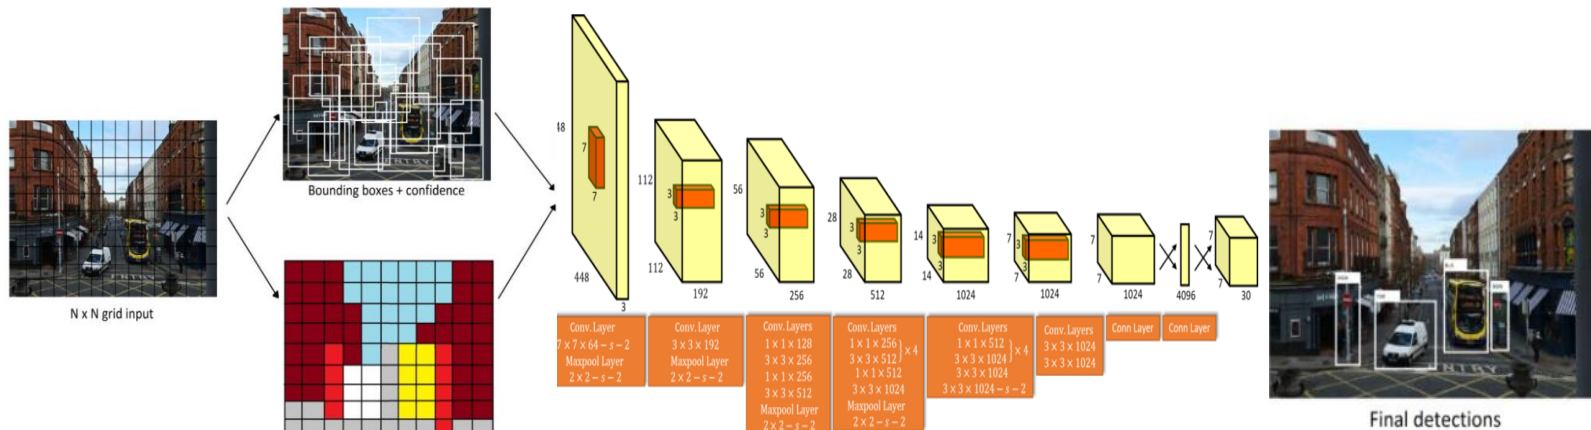 N x N grid input
Bounding boxes + confidence
ENTRY
48
7
7
448
3
112
3
3
112
192
56
3
3
56
256
28
3
3
28
512
14
3
3
14
1024
7
3
3
7
1024
7
7
1024
4096
7
7
30
Conv. Layer
7 × 7 × 64 – s – 2
Maxpool Layer
2 × 2 – s – 2
Conv. Layer
3 × 3 × 192
Maxpool Layer
2 × 2 – s – 2
Conv. Layers
1 × 1 × 128
3 × 3 × 256
1 × 1 × 256
3 × 3 × 512
Maxpool Layer
2 × 2 – s – 2
Conv. Layers
1 × 1 × 256
3 × 3 × 512 } × 4
1 × 1 × 512
3 × 3 × 1024
Maxpool Layer
2 × 2 – s – 2
Conv. Layers
1 × 1 × 512
3 × 3 × 1024 } × 4
3 × 3 × 1024
3 × 3 × 1024 – s – 2
Conv. Layers
3 × 3 × 1024
3 × 3 × 1024
Conn Layer
Conn Layer
ENTRY
Final detections